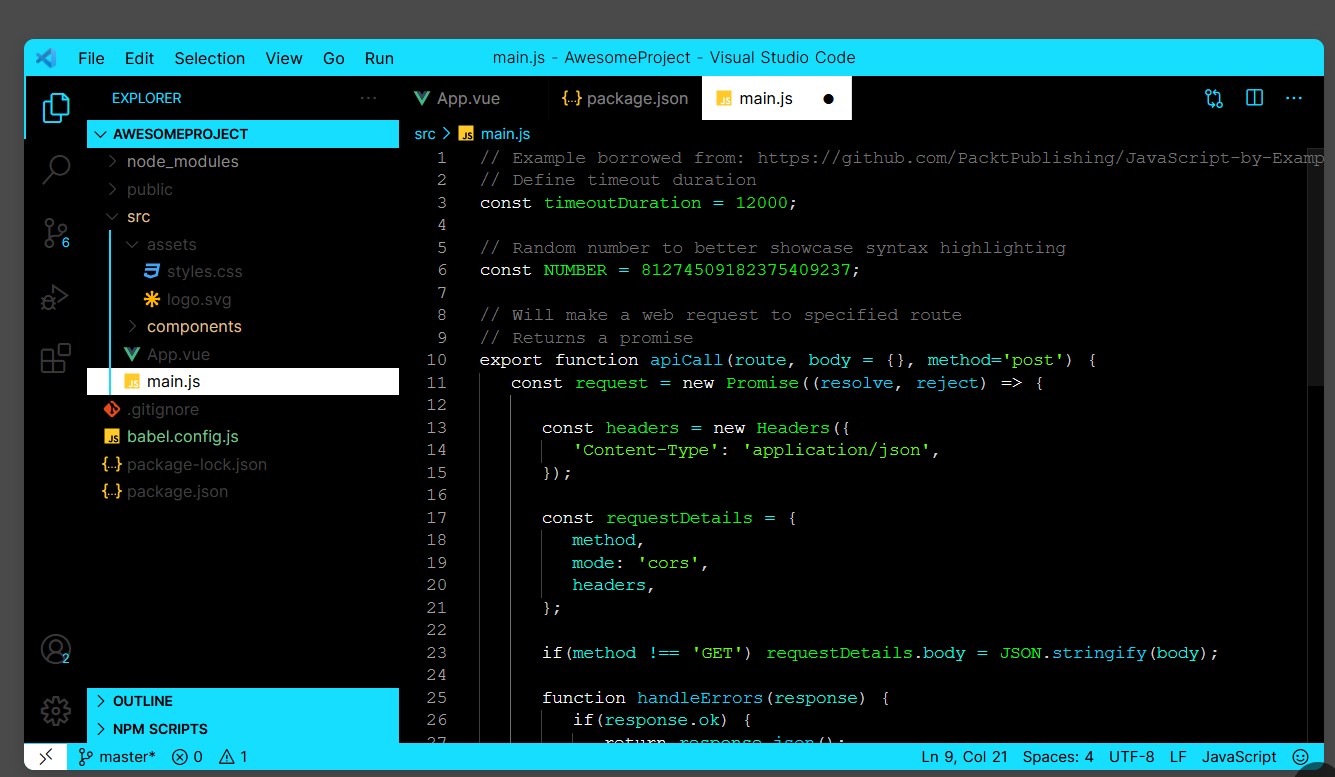 File Edit Selection View Go Run main.js - AwesomeProject - Visual Studio Code
EXPLORER ···
AWESOMEPROJECT
node_modules
public
src
assets
styles.css
logo.svg
components
App.vue
main.js
.gitignore
babel.config.js
package-lock.json
package.json
6
2
OUTLINE
NPM SCRIPTS
App.vue {..} package.json JS main.js
src > JS main.js
1 // Example borrowed from: https://github.com/PacktPublishing/JavaScript-by-Examp
2 // Define timeout duration
3 const timeoutDuration = 12000;
4
5 // Random number to better showcase syntax highlighting
6 const NUMBER = 81274509182375409237;
7
8 // Will make a web request to specified route
9 // Returns a promise
10 export function apiCall(route, body = {}, method='post') {
11 const request = new Promise((resolve, reject) => {
12
13 const headers = new Headers({
14 'Content-Type': 'application/json',
15 });
16
17 const requestDetails = {
18 method,
19 mode: 'cors',
20 headers,
21 };
22
23 if(method !== 'GET') requestDetails.body = JSON.stringify(body);
24
25 function handleErrors(response) {
26 if(response.ok) {
27 return response.json();
master* 0 1 Ln 9, Col 21 Spaces: 4 UTF-8 LF JavaScript